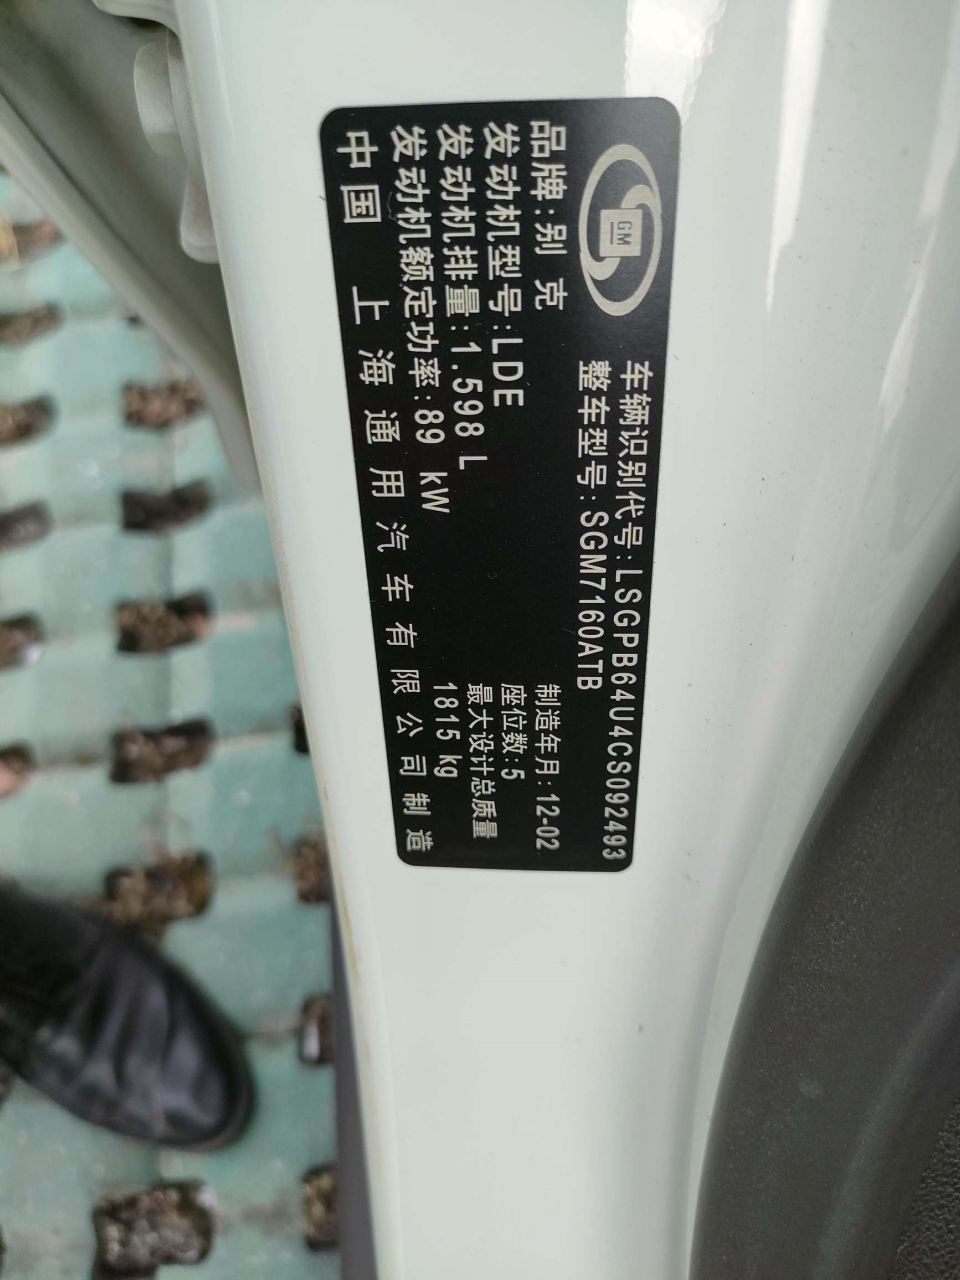 GM
车辆识别代号:LSGPB64U4CS092493
整车型号:SGM7160ATB
品牌:别 克
制造年月:12-02
发动机型号:LDE
座位数:5
发动机排量:1.598 L
最大设计总质量
发动机额定功率:89 kW
1815 kg
中国 上海通用汽车有限公司制造